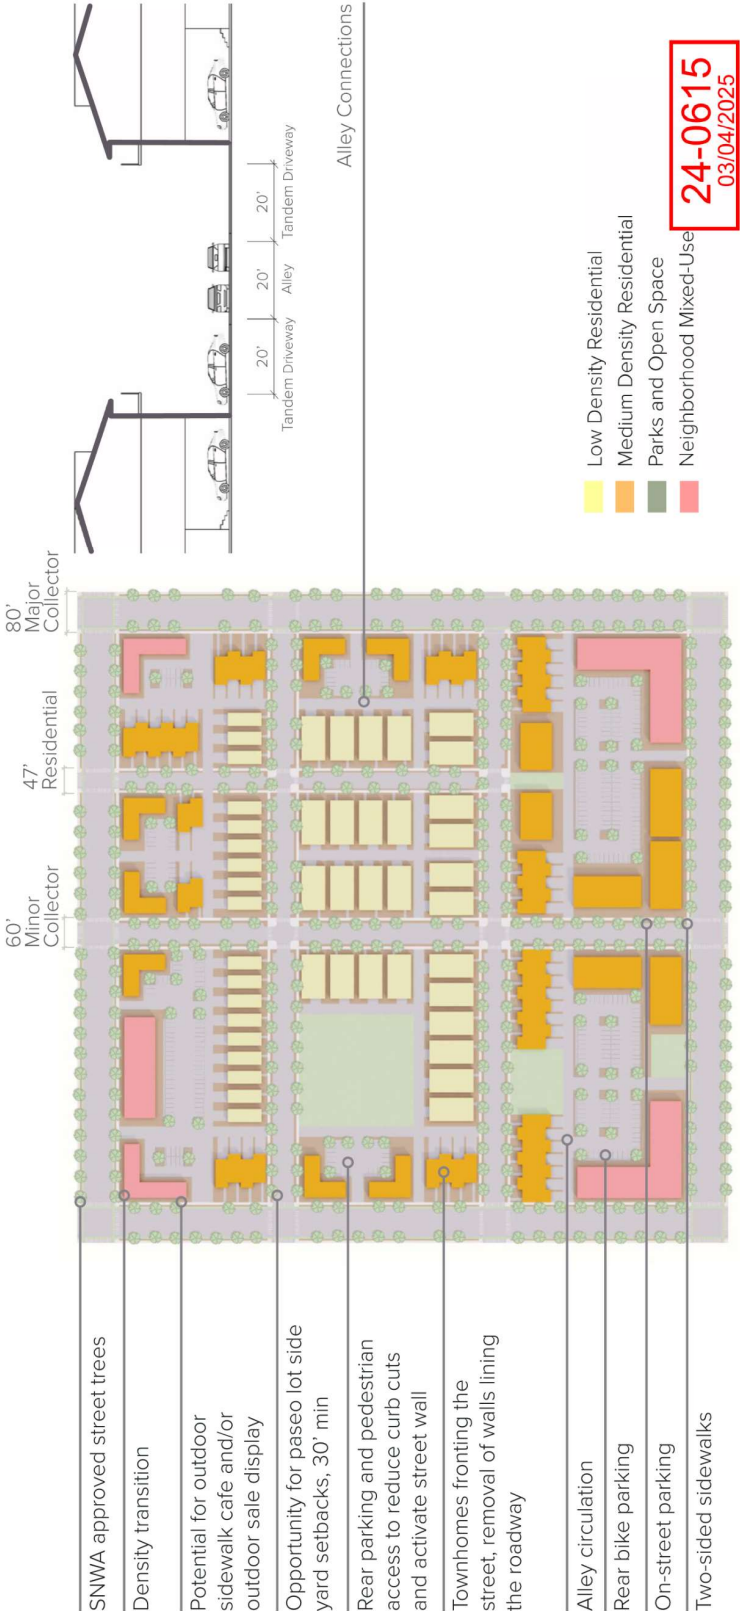 SNWA approved street trees
Density transition
Potential for outdoor
sidewalk cafe and/or
outdoor sale display
Opportunity for paseo lot side
yard setbacks, 30' min
Rear parking and pedestrian
access to reduce curb cuts
and activate street wall
Townhomes fronting the
street, removal of walls lining
the roadway
Alley circulation
Rear bike parking
On-street parking
Two-sided sidewalks
60'
Minor
Collector
47'
Residential
80'
Major
Collector
20'
Tandem Driveway
20'
Alley
20'
Tandem Driveway
Alley Connections
Low Density Residential
Medium Density Residential
Parks and Open Space
Neighborhood Mixed-Use
24-0615
03/04/2025